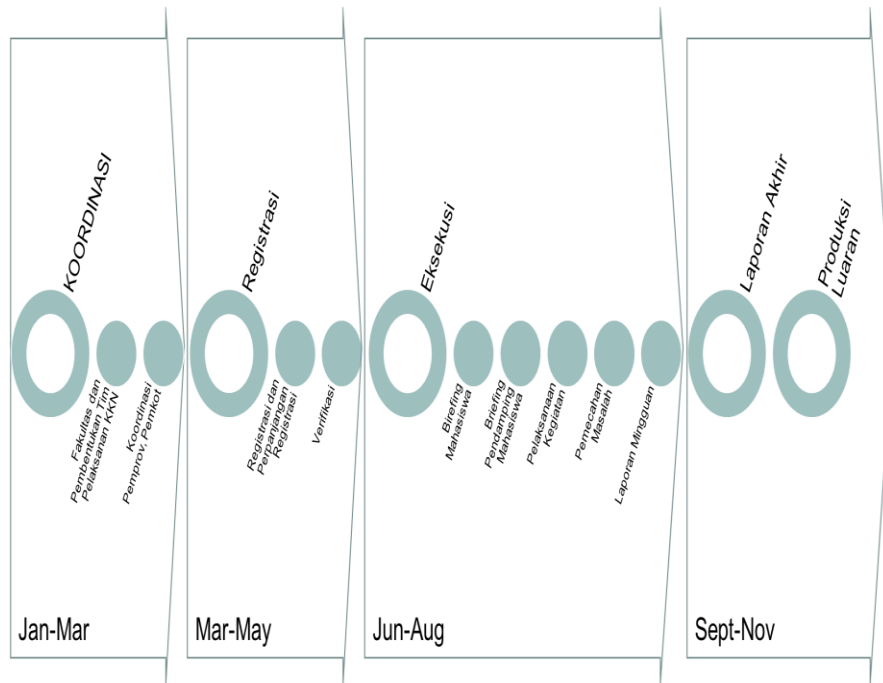 KOORDINASI
Fakultas dan
Pembentukan Tim
Pelaksanan KKN
Koordinasi
Pemprov, Pemkot
Jan-Mar
Registrasi
Registrasi dan
Perpanjangan
Registrasi
Verifikasi
Mar-May
Eksekusi
Birefing
Mahasiswa
Briefing
Pendamping
Mahasiswa
Pelaksanaan
Kegiatan
Pemecahan
Masalah
Laporan Mingguan
Jun-Aug
Laporan Akhir
Produksi
Luaran
Sept-Nov